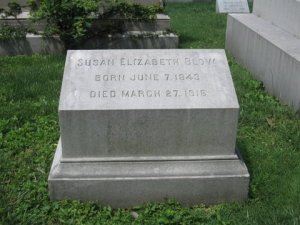 SUSAN ELIZABETH BLOW
BORN JUNE 7. 1843
DIED MARCH 27. 1916